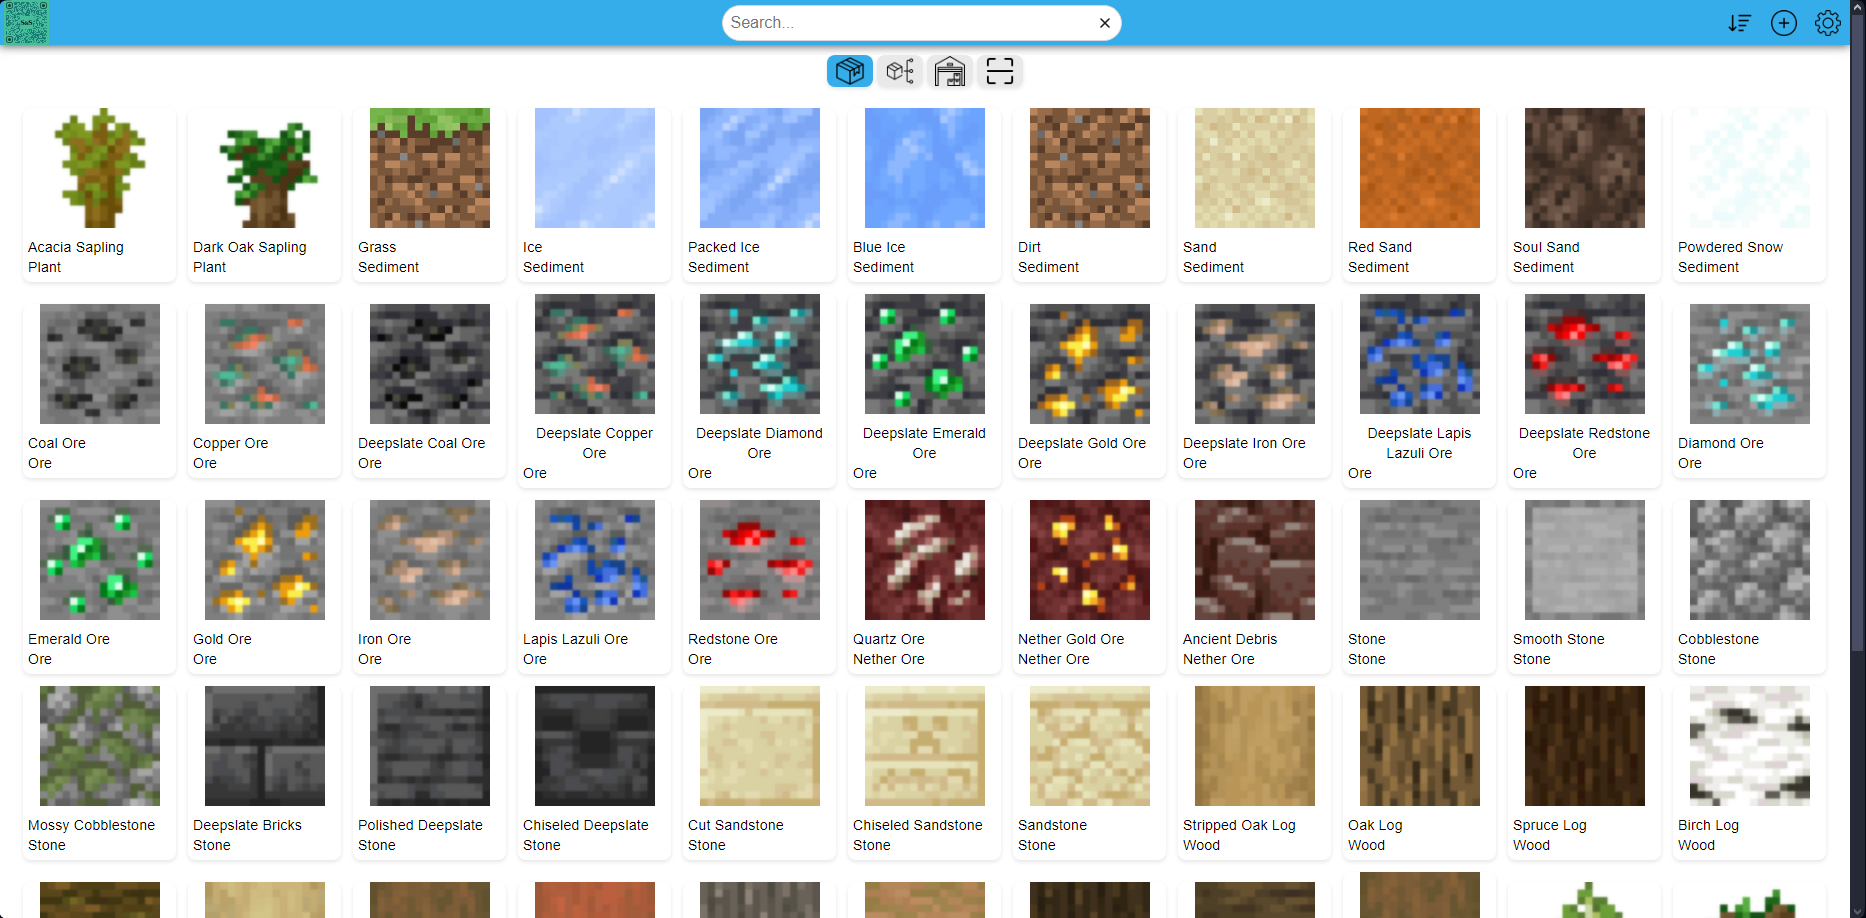 SaS
Search...
Acacia Sapling
Plant
Dark Oak Sapling
Plant
Grass
Sediment
Ice
Sediment
Packed Ice
Sediment
Blue Ice
Sediment
Dirt
Sediment
Sand
Sediment
Red Sand
Sediment
Soul Sand
Sediment
Powdered Snow
Sediment
Coal Ore
Ore
Copper Ore
Ore
Deepslate Coal Ore
Ore
Deepslate Copper
Ore
Ore
Deepslate Diamond
Ore
Ore
Deepslate Emerald
Ore
Ore
Deepslate Gold Ore
Ore
Deepslate Iron Ore
Ore
Deepslate Lapis
Lazuli Ore
Ore
Deepslate Redstone
Ore
Ore
Diamond Ore
Ore
Emerald Ore
Ore
Gold Ore
Ore
Iron Ore
Ore
Lapis Lazuli Ore
Ore
Redstone Ore
Ore
Quartz Ore
Nether Ore
Nether Gold Ore
Nether Ore
Ancient Debris
Nether Ore
Stone
Stone
Smooth Stone
Stone
Cobblestone
Stone
Mossy Cobblestone
Stone
Deepslate Bricks
Stone
Polished Deepslate
Stone
Chiseled Deepslate
Stone
Cut Sandstone
Stone
Chiseled Sandstone
Stone
Sandstone
Stone
Stripped Oak Log
Wood
Oak Log
Wood
Spruce Log
Wood
Birch Log
Wood